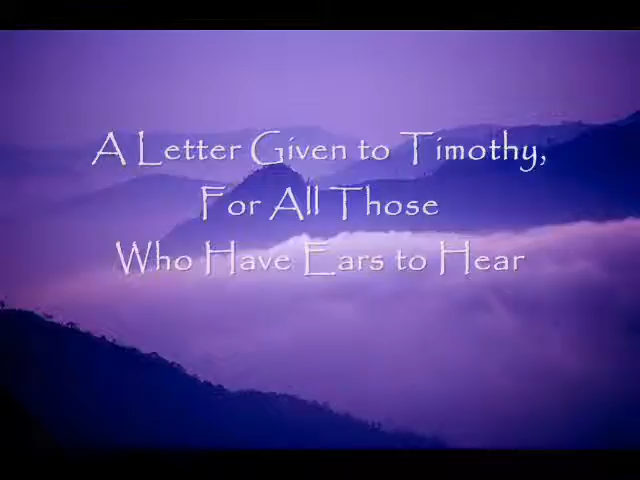 A Letter Given to Timothy,
For All Those
Who Have Ears to Hear